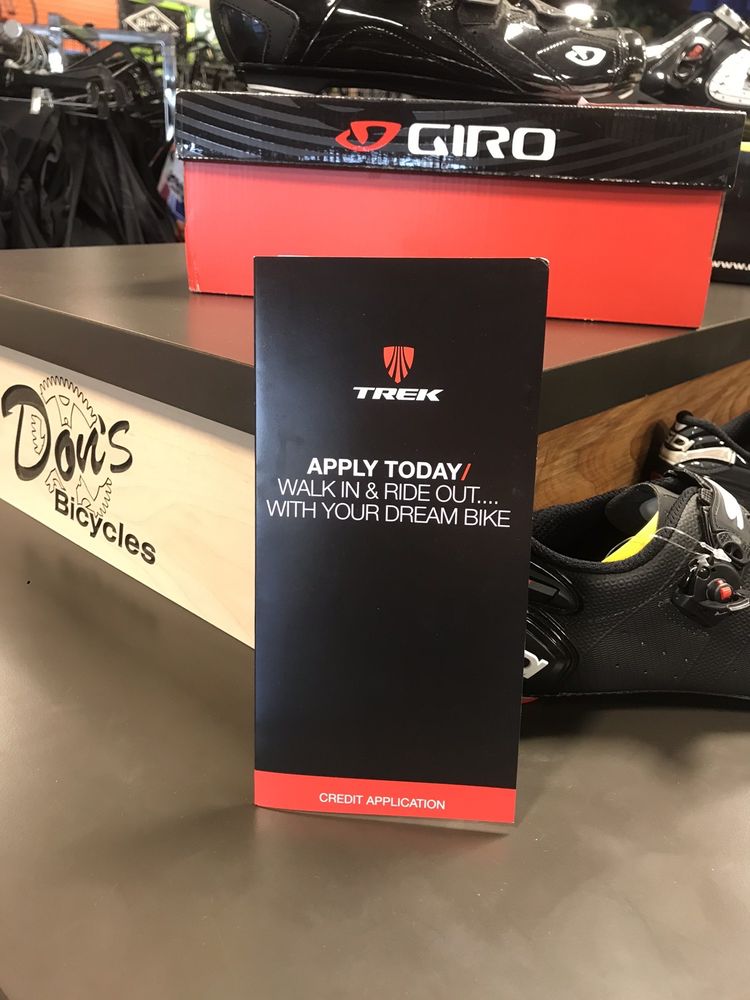 GIRO
TREK
APPLY TODAY/
WALK IN & RIDE OUT....
WITH YOUR DREAM BIKE
Don's
Bicycles
CREDIT APPLICATION